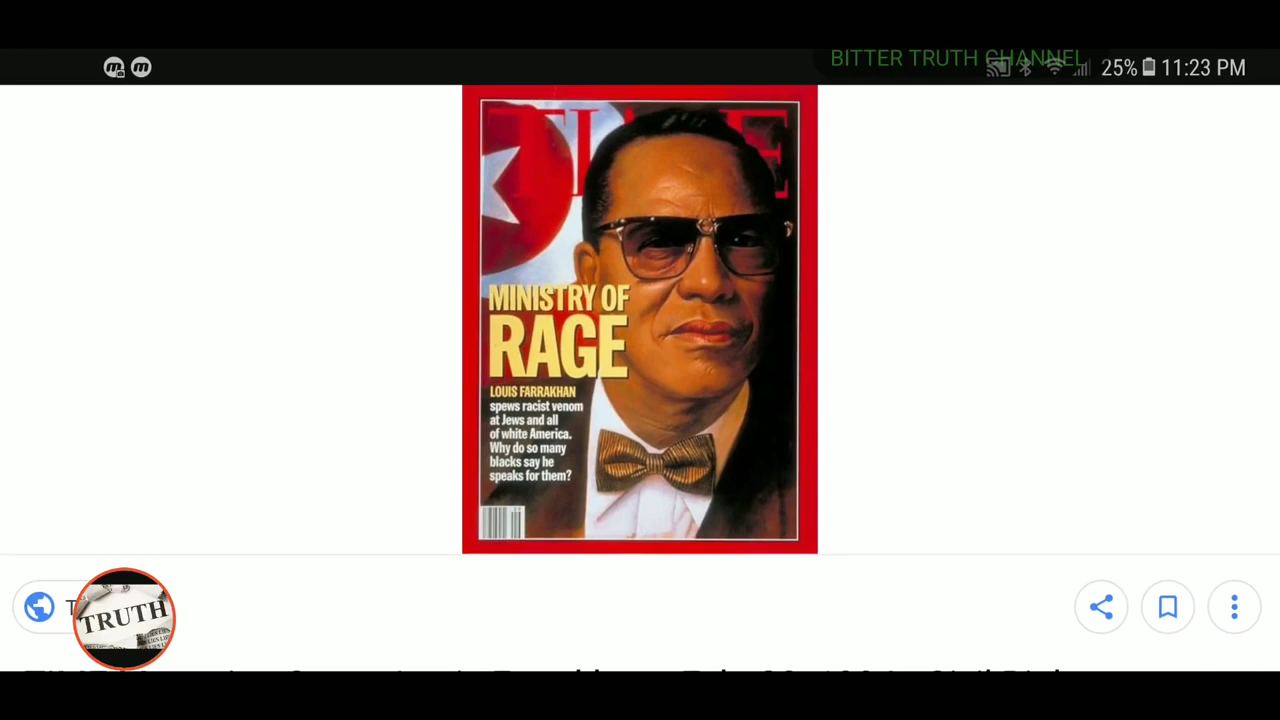 BITTER TRUTH CHANNEL
25% 11:23 PM
TIME
MINISTRY OF
RAGE
LOUIS FARRAKHAN
spews racist venom
at Jews and all
of white America.
Why do so many
blacks say he
speaks for them?
TRUTH